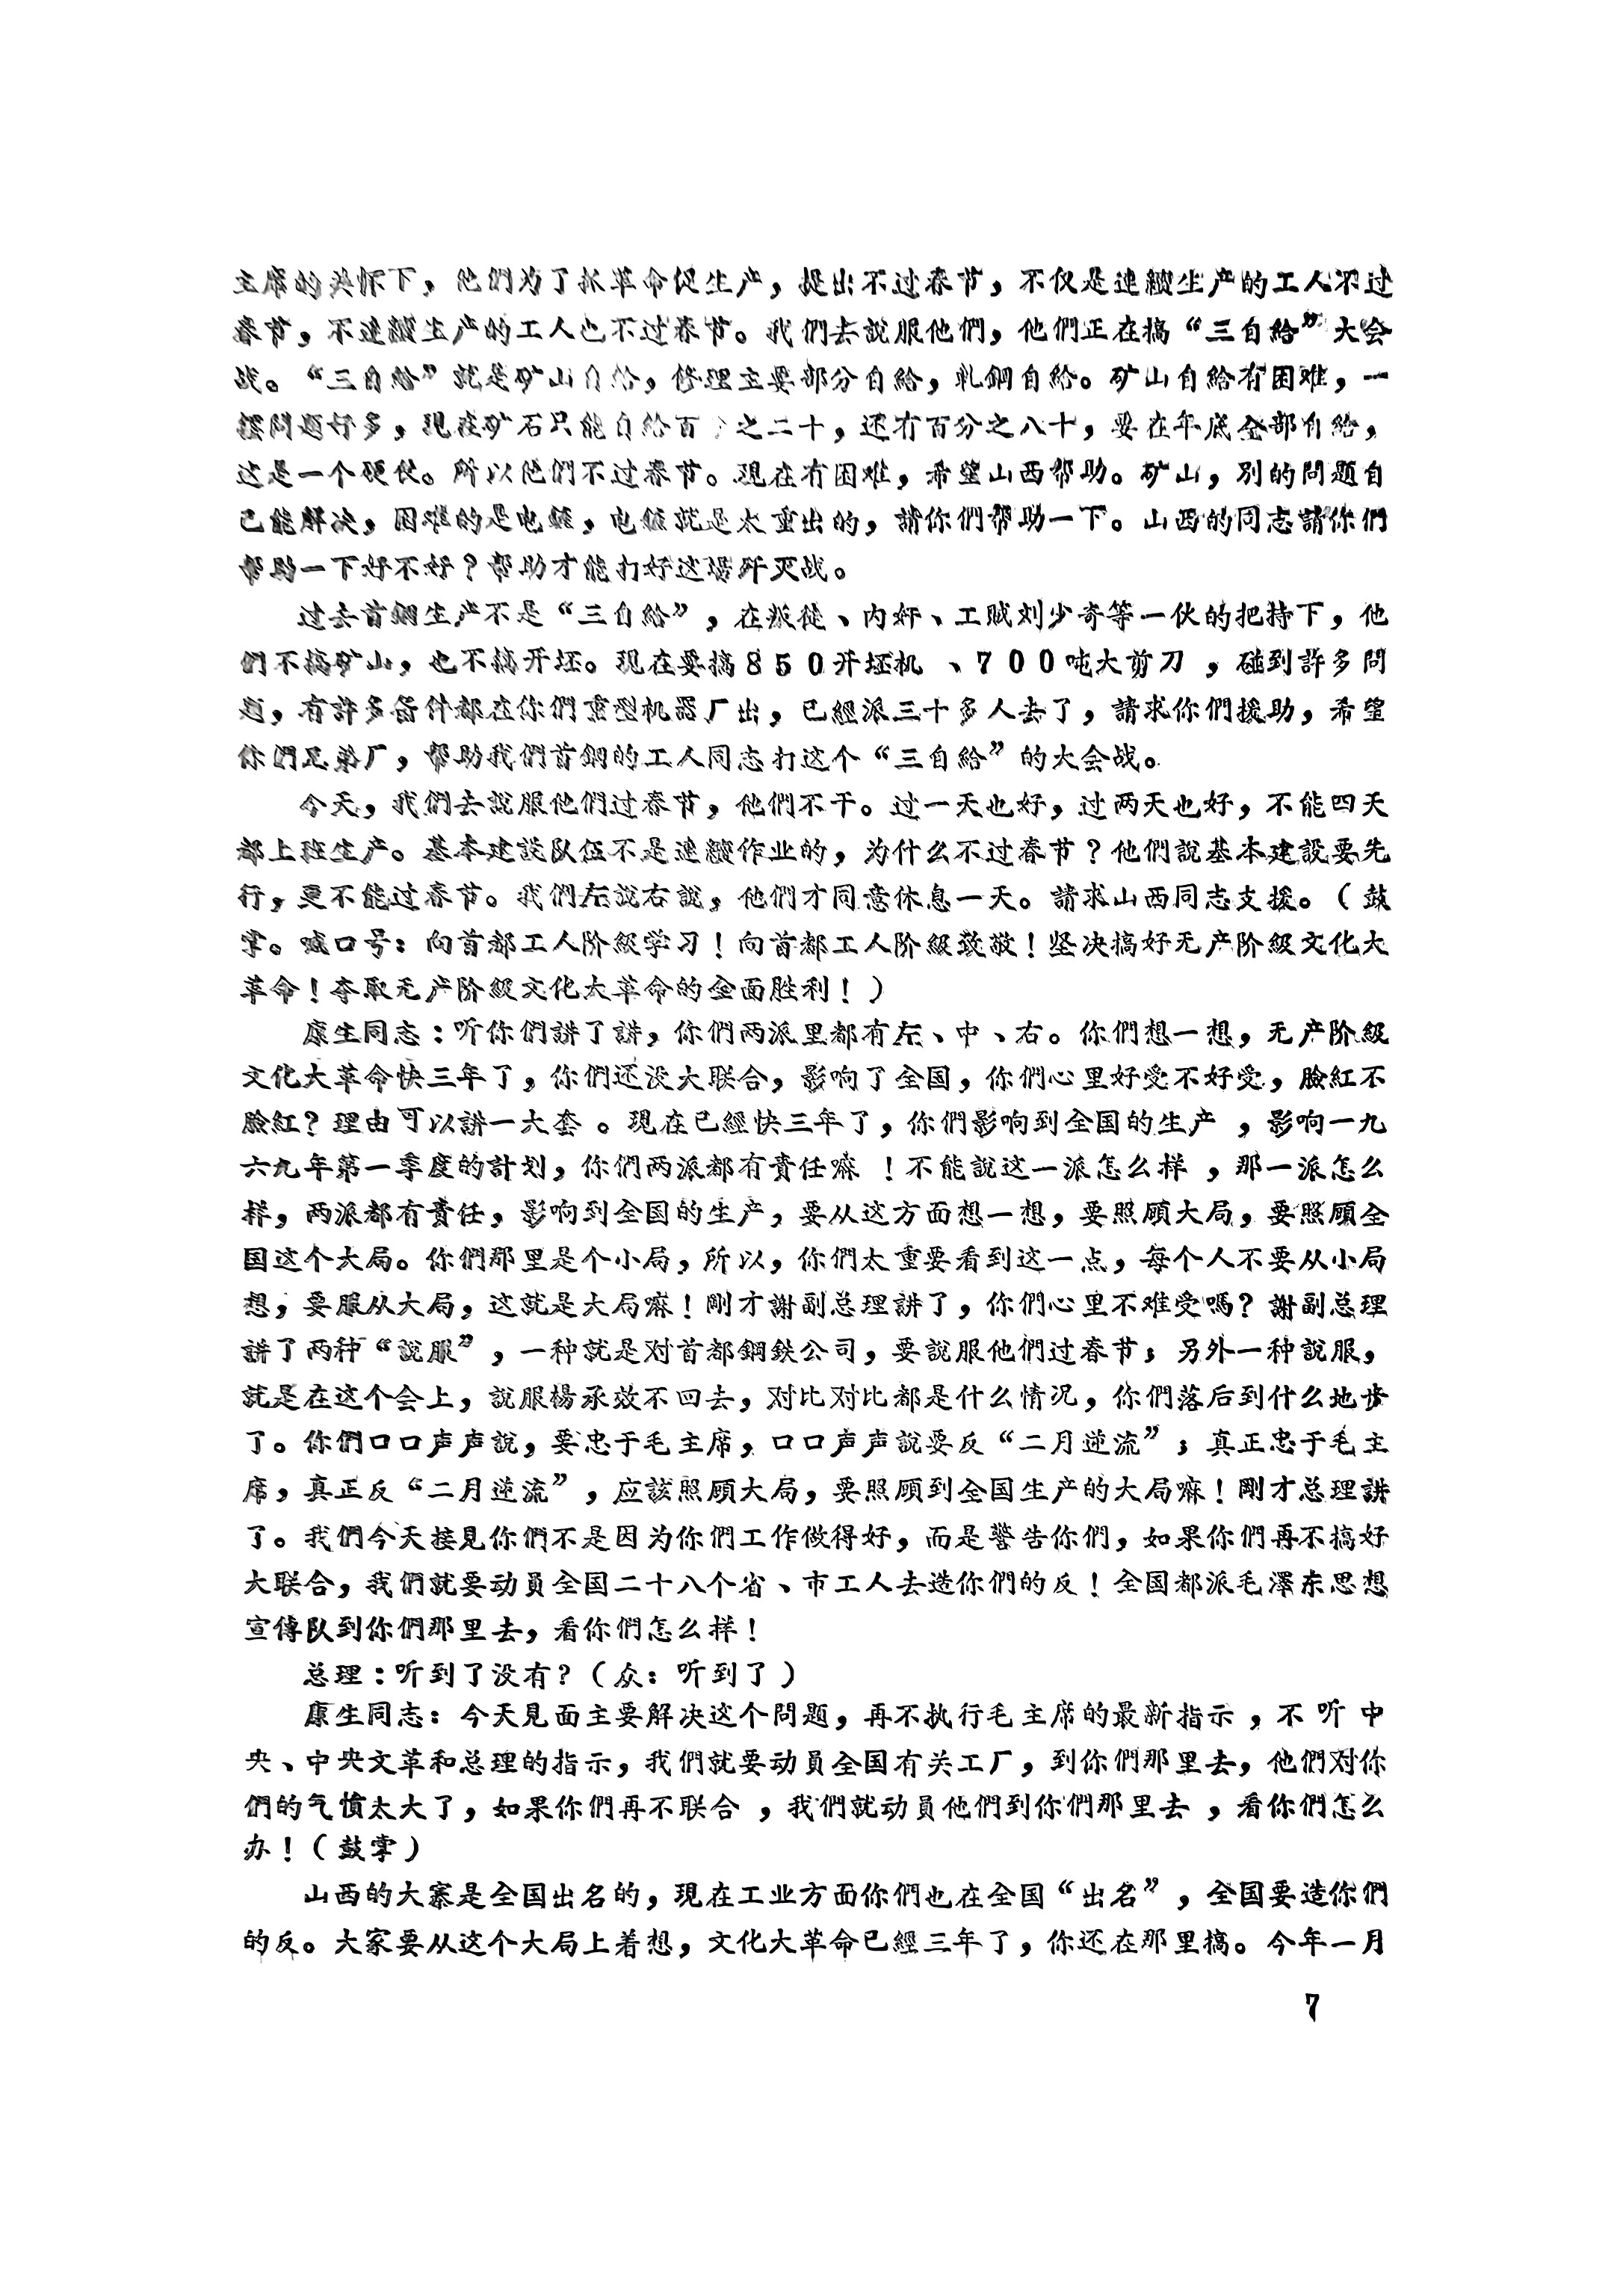 主席的关怀下，他們为了抓革命促生产，提出不过春节，不仅是連續生产的工人不过
春节，不連續生产的工人也不过春节。我們去說服他們，他們正在搞“三自給”大会
战。“三自給”就是矿山自給，修理主要部分自給，軋鋼自給。矿山自給有困难，一
摆問題好多，現在矿石只能自給百　之二十，还有百分之八十，要在年底全部自給，
这是一个硬仗。所以他們不过春节。現在有困难，希望山西帮助。矿山，別的問題自
己能解决，困难的是电鏟，电鏟就是太重出的，請你們帮助一下。山西的同志請你們
帮助一下好不好？帮助才能打好这場歼灭战。
过去首鋼生产不是“三自給”，在叛徒、內奸、工賊刘少奇等一伙的把持下，他
們不搞矿山，也不搞开坯。現在要搞８５０开坯机、７００吨大剪刀，碰到許多問
題，有許多备件都在你們重型机器厂出，已經派三十多人去了，請求你們援助，希望
你們兄弟厂，帮助我們首鋼的工人同志打这个“三自給”的大会战。
今天，我們去說服他們过春节，他們不干。过一天也好，过两天也好，不能四天
都上班生产。基本建設队伍不是連續作业的，为什么不过春节？他們說基本建設要先
行，更不能过春节。我們左說右說，他們才同意休息一天。請求山西同志支援。（鼓
掌。喊口号：向首都工人阶級学习！向首都工人阶級致敬！坚决搞好无产阶級文化大
革命！夺取无产阶級文化大革命的全面胜利！）
康生同志：听你們讲了讲，你們两派里都有左、中、右。你們想一想，无产阶級
文化大革命快三年了，你們还没大联合，影响了全国，你們心里好受不好受，臉紅不
臉紅？理由可以讲一大套。現在已經快三年了，你們影响到全国的生产，影响一九
六九年第一季度的計划，你們两派都有責任嘛！不能說这一派怎么样，那一派怎么
样，两派都有責任，影响到全国的生产，要从这方面想一想，要照顾大局，要照顾全
国这个大局。你們那里是个小局，所以，你們太重要看到这一点，每个人不要从小局
想，要服从大局，这就是大局嘛！剛才謝副总理讲了，你們心里不难受嗎？謝副总理
讲了两种“說服”，一种就是对首都鋼鉄公司，要說服他們过春节；另外一种說服，
就是在这个会上，說服楊承效不回去，对比对比都是什么情况，你們落后到什么地步
了。你們口口声声說，要忠于毛主席，口口声声說要反“二月逆流”；真正忠于毛主
席，真正反“二月逆流”，应該照顾大局，要照顾到全国生产的大局嘛！剛才总理讲
了。我們今天接見你們不是因为你們工作做得好，而是警告你們，如果你們再不搞好
大联合，我們就要动員全国二十八个省、市工人去造你們的反！全国都派毛澤东思想
宣傳队到你們那里去，看你們怎么样！
总理：听到了没有？（众：听到了）
康生同志：今天見面主要解决这个問題，再不执行毛主席的最新指示，不听中
央、中央文革和总理的指示，我們就要动員全国有关工厂，到你們那里去，他們对你
們的气憤太大了，如果你們再不联合，我們就动員他們到你們那里去，看你們怎么
办！（鼓掌）
山西的大寨是全国出名的，現在工业方面你們也在全国“出名”，全国要造你們
的反。大家要从这个大局上着想，文化大革命已經三年了，你还在那里搞。今年一月
7